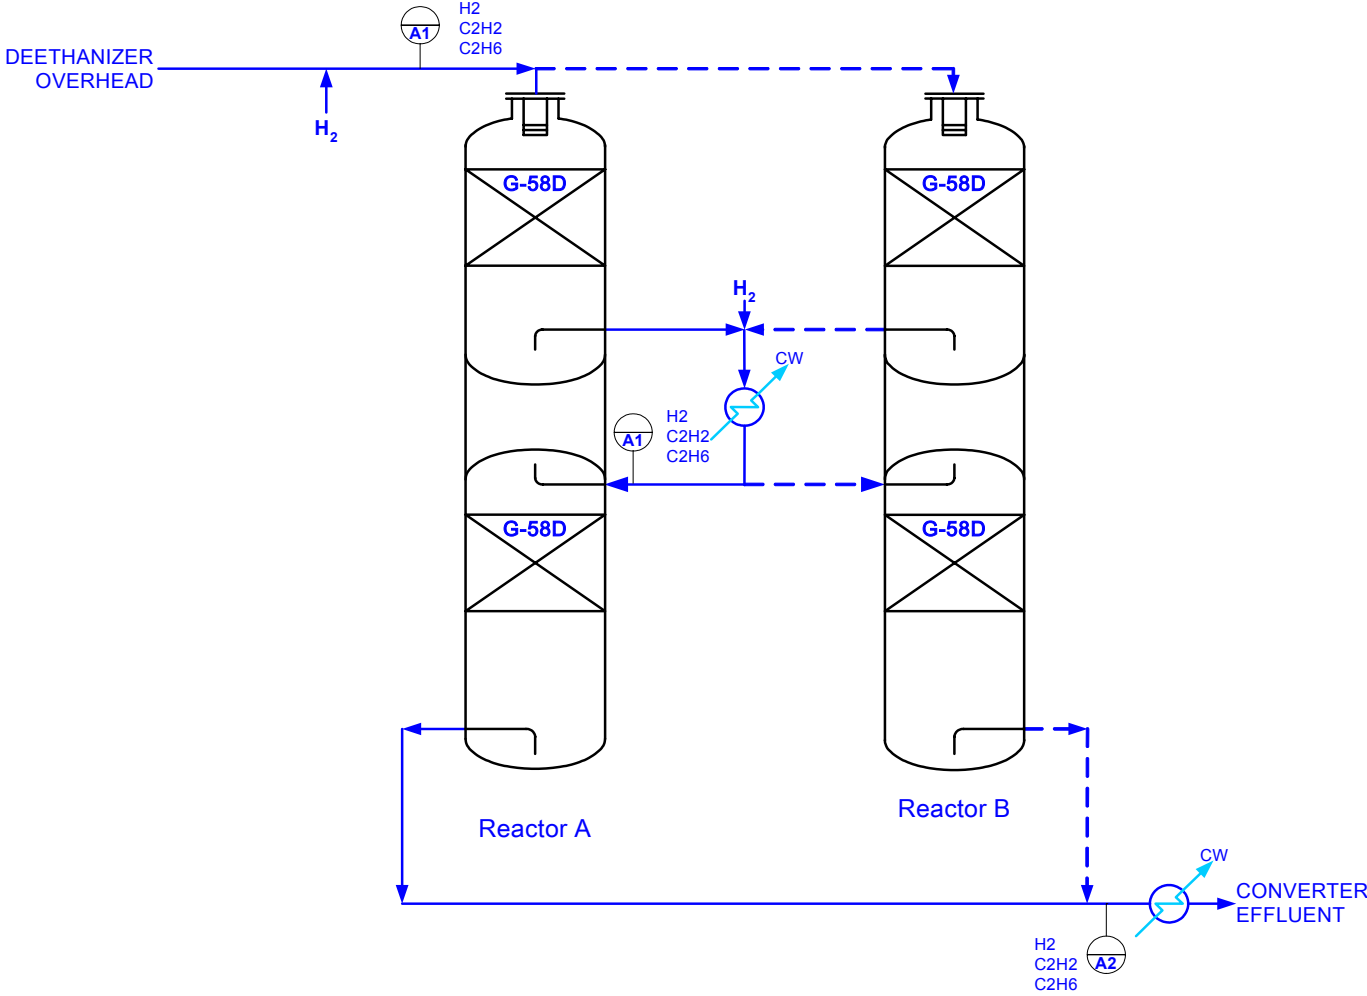 H2
C2H2
C2H6
A1
DEETHANIZER
OVERHEAD
H2
G-58D
G-58D
H2
CW
H2
C2H2
C2H6
A1
G-58D
G-58D
Reactor A
Reactor B
CW
CONVERTER
EFFLUENT
H2
C2H2
C2H6
A2